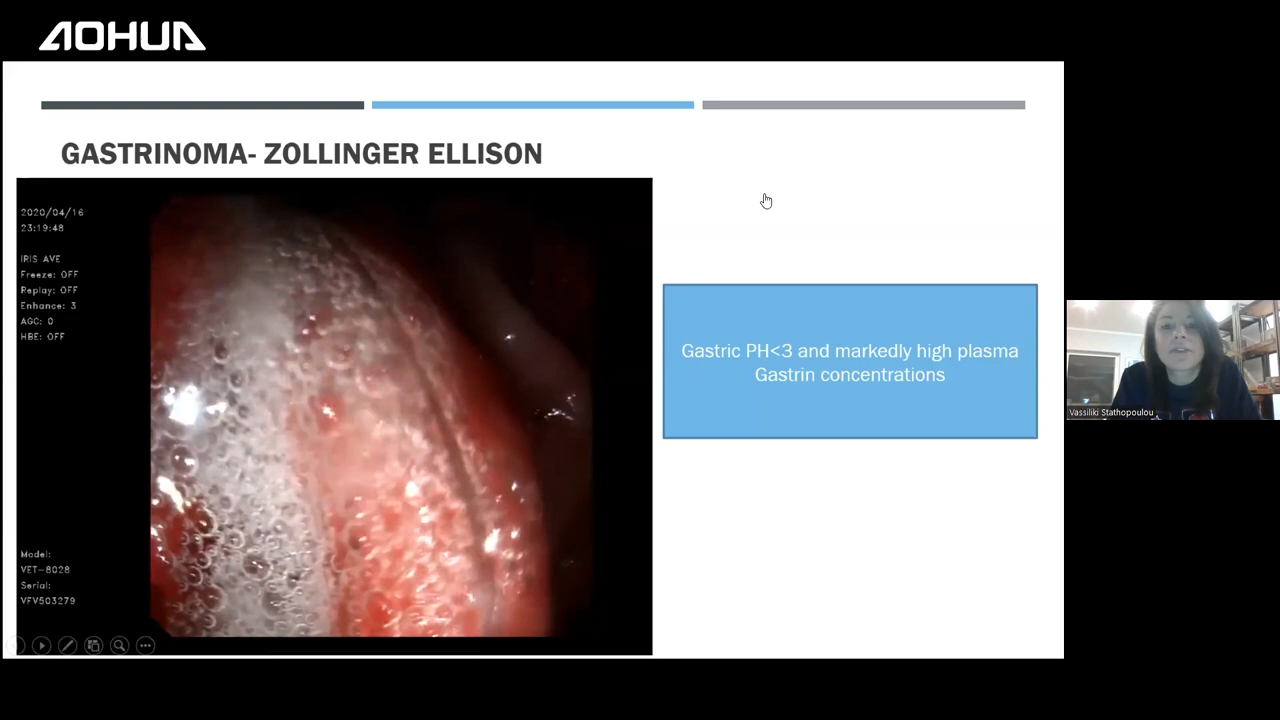 AOHUA
GASTRINOMA- ZOLLINGER ELLISON
2020/04/16
23:19:48
IRIS AVE
Freeze: OFF
Replay: OFF
Enhance: 3
AGC: 0
HBE: OFF
Model:
VET-8028
Serial:
VFV503279
Gastric PH<3 and markedly high plasma
Gastrin concentrations
Vassiliki Stathopoulou